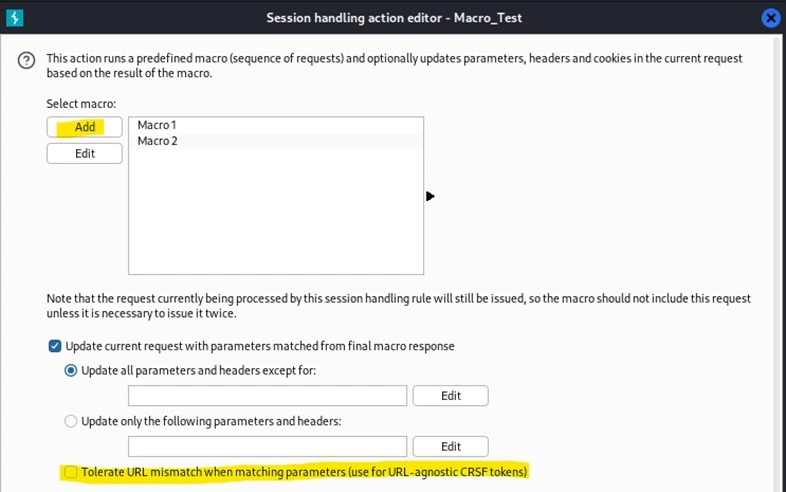 Session handling action editor - Macro_Test
This action runs a predefined macro (sequence of requests) and optionally updates parameters, headers and cookies in the current request
based on the result of the macro.
Select macro:
Add
Macro 1
Macro 2
Edit
Note that the request currently being processed by this session handling rule will still be issued, so the macro should not include this request
unless it is necessary to issue it twice.
Update current request with parameters matched from final macro response
Update all parameters and headers except for:
Edit
Update only the following parameters and headers:
Edit
Tolerate URL mismatch when matching parameters (use for URL-agnostic CRSF tokens)